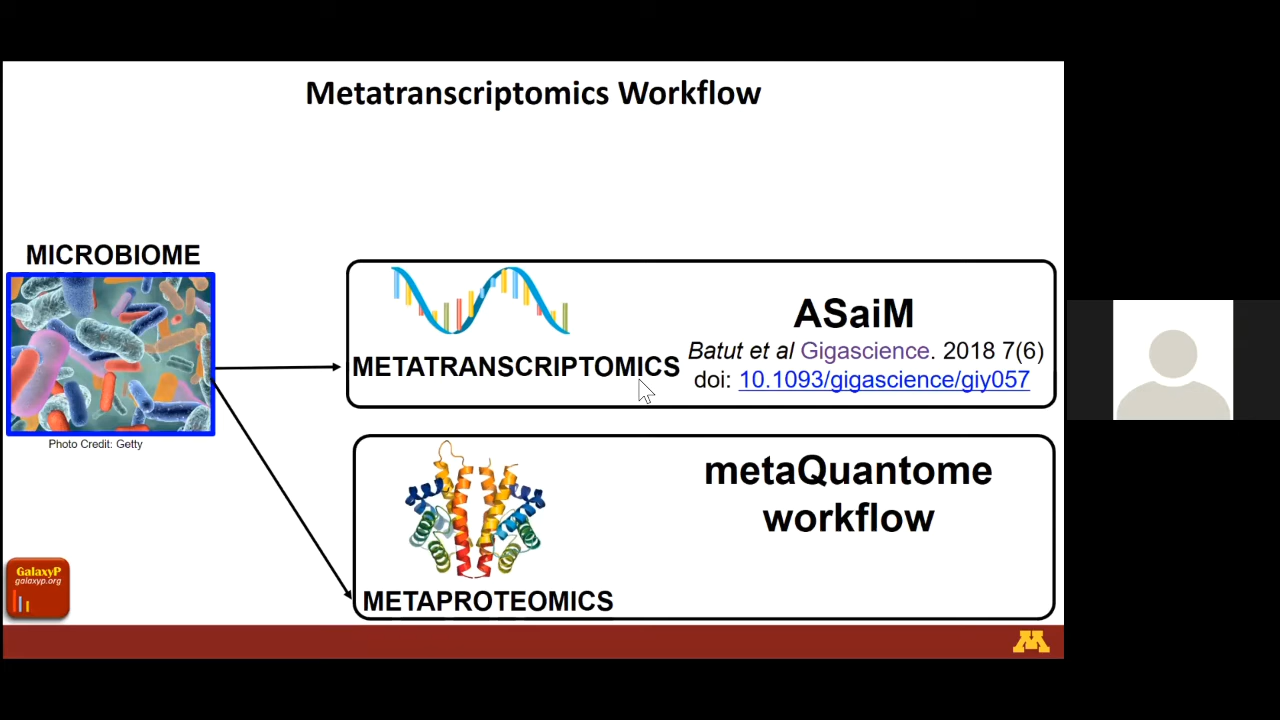 Metatranscriptomics Workflow
MICROBIOME
Photo Credit: Getty
METATRANSCRIPTOMICS
ASaiM
Batut et al Gigascience. 2018 7(6)
doi: 10.1093/gigascience/giy057
metaQuantome
workflow
METAPROTEOMICS
GalaxyP
galaxyp.org
M